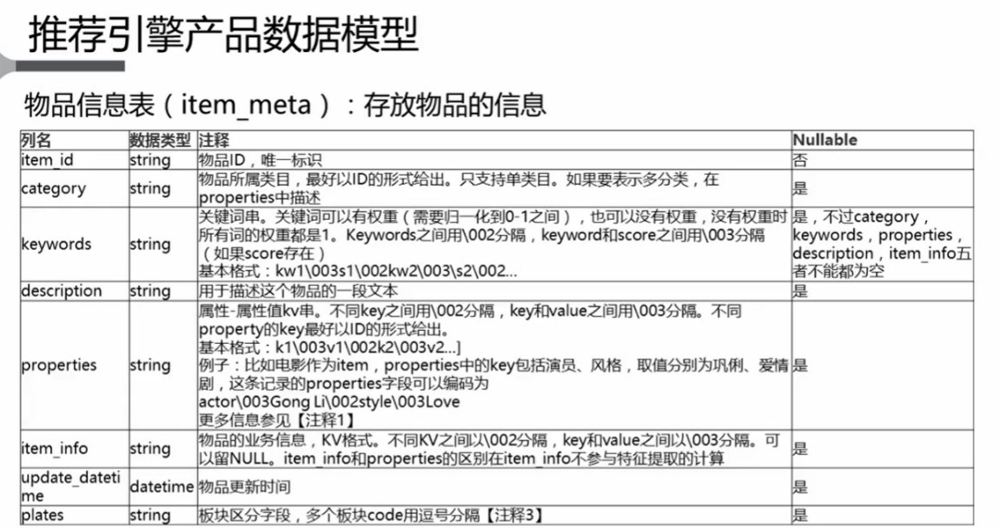 推荐引擎产品数据模型
物品信息表（item_meta）：存放物品的信息
列名 数据类型 注释 Nullable
item_id string 物品ID，唯一标识 否
category string 物品所属类目，最好以ID的形式给出。只支持单类目。如果要表示多分类，在
properties中描述 是
keywords string 关键词串。关键词可以有权重（需要归一化到0-1之间），也可以没有权重，没有权重时
所有词的权重都是1。Keywords之间用\002分隔，keyword和score之间用\003分隔
（如果score存在）
基本格式：kw1\003s1\002kw2\003\s2\002...
是，不过category，
keywords，properties，
description，item_info五
者不能都为空
description string 用于描述这个物品的一段文本 是
properties string 属性-属性值kv串。不同key之间用\002分隔，key和value之间用\003分隔。不同
property的key最好以ID的形式给出。
基本格式：k1\003v1\002k2\003v2...]
例子：比如电影作为item，properties中的key包括演员、风格，取值分别为巩俐、爱情
剧，这条记录的properties字段可以编码为
actor\003Gong Li\002style\003Love
更多信息参见【注释1】
是
item_info string 物品的业务信息，KV格式。不同KV之间以\002分隔，key和value之间以\003分隔。可
以留NULL。item_info和properties的区别在item_info不参与特征提取的计算 是
update_dateti
me datetime 物品更新时间 是
plates string 板块区分字段，多个板块code用逗号分隔【注释3】 是